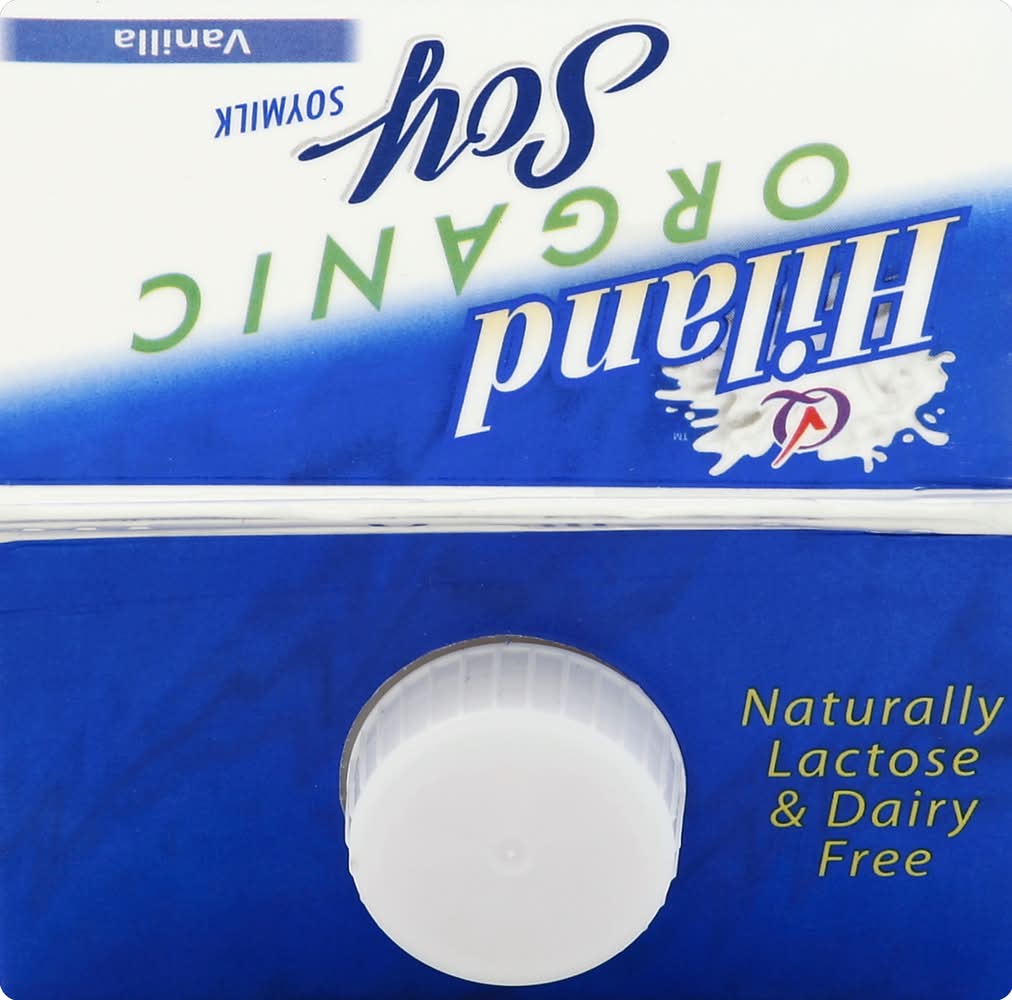 Hiland
TM
ORGANIC
Soy
SOYMILK
Vanilla
Naturally
Lactose
& Dairy
Free